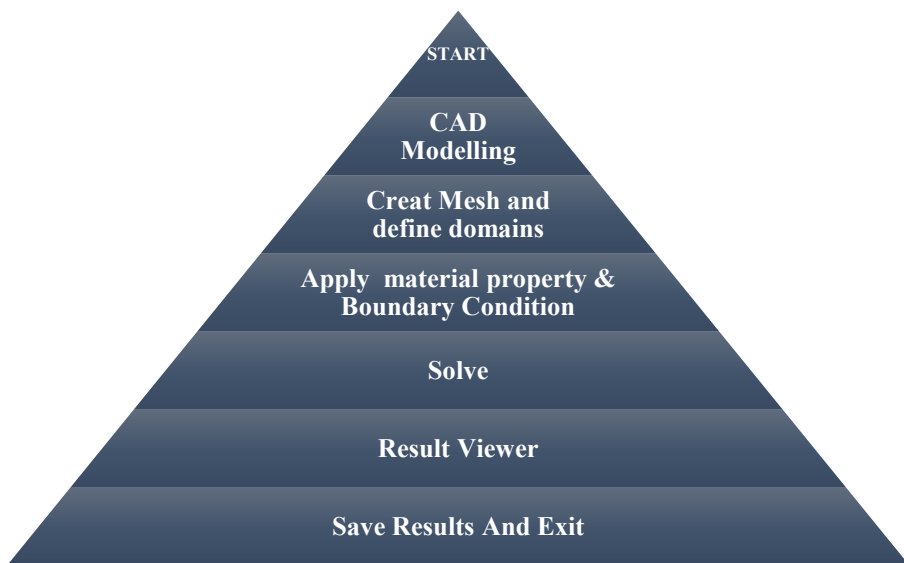 START
CAD
Modelling
Creat Mesh and
define domains
Apply  material property &
Boundary Condition
Solve
Result Viewer
Save Results And Exit